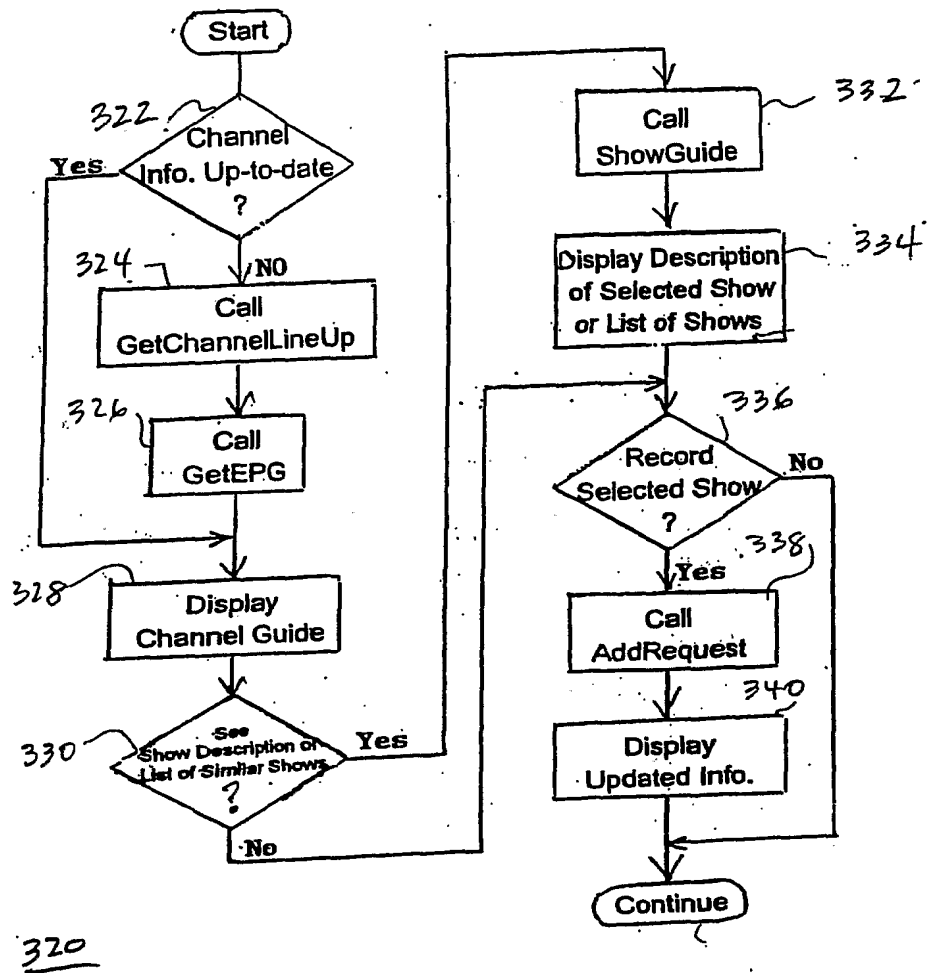 Start
322
Channel
Info. Up-to-date
?
Yes
NO
324
Call
GetChannelLineUp
326
Call
GetEPG
328
Display
Channel Guide
330
See
Show Description or
List of Similar Shows
?
Yes
No
332
Call
ShowGuide
334
Display Description
of Selected Show
or List of Shows
336
Record
Selected Show
?
No
Yes
338
Call
AddRequest
340
Display
Updated Info.
Continue
320